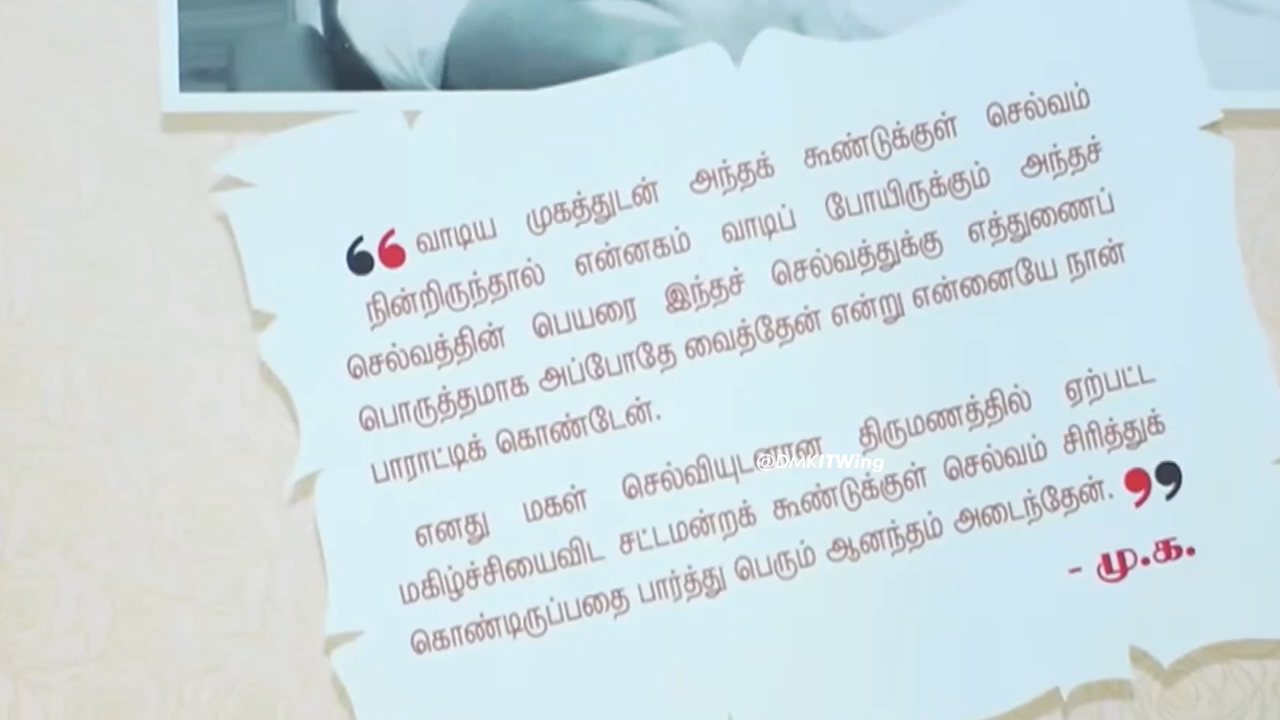 ❝ வாடிய முகத்துடன் அந்தக் கூண்டுக்குள் செல்வம்
நின்றிருந்தால் என்னகம் வாடிப் போயிருக்கும் அந்தச்
செல்வத்தின் பெயரை இந்தச் செல்வத்துக்கு எத்துணைப்
பொருத்தமாக அப்போதே வைத்தேன் என்று என்னையே நான்
பாராட்டிக் கொண்டேன்.
எனது மகள் செல்வியுடனான திருமணத்தில் ஏற்பட்ட
@DMKITWing
மகிழ்ச்சியைவிட சட்டமன்றக் கூண்டுக்குள் செல்வம் சிரித்துக்
கொண்டிருப்பதை பார்த்து பெரும் ஆனந்தம் அடைந்தேன். ❞
- மு.க.